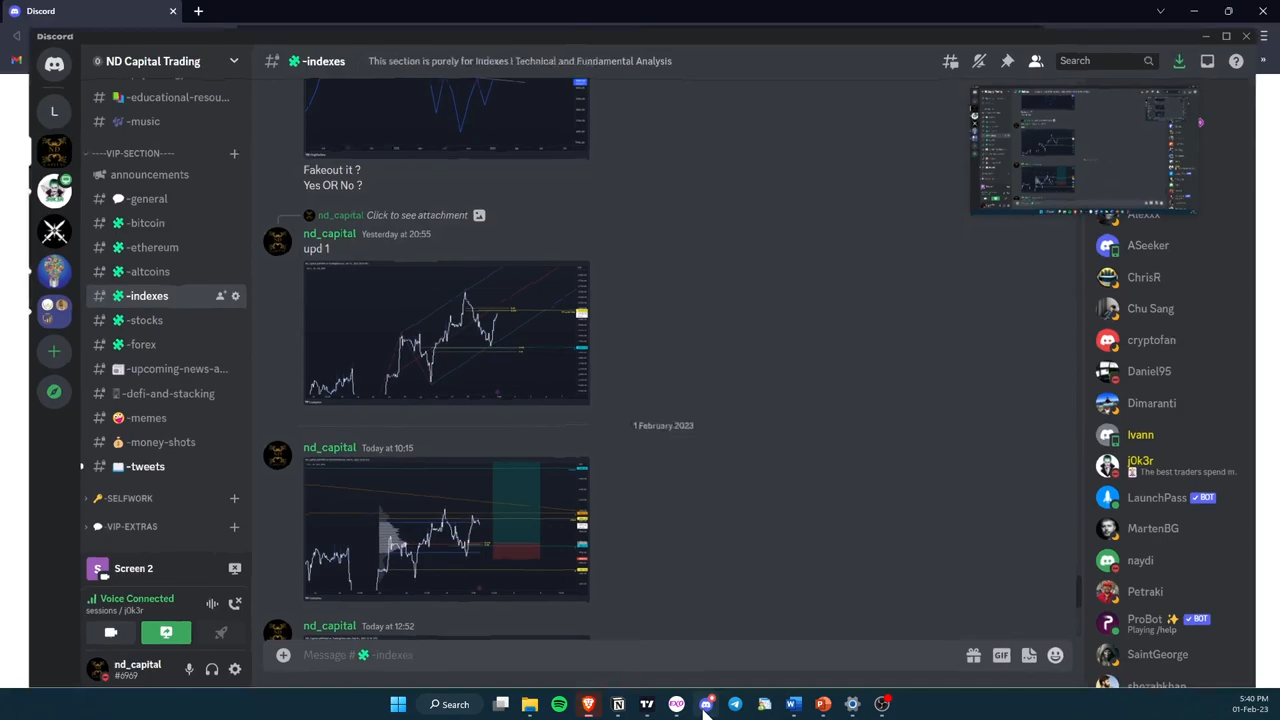 Discord
Discord
ND Capital Trading
-educational-resou...
-music
----VIP-SECTION----
announcements
-general
-bitcoin
-ethereum
-altcoins
-indexes
-stocks
-forex
-upcoming-news-a...
-defi-and-stacking
-memes
-money-shots
-tweets
-SELFWORK
-VIP-EXTRAS
Screen 2
Voice Connected
sessions / j0k3r
nd_capital
#6969
-indexes
This section is purely for Indexes | Technical and Fundamental Analysis
Search
Fakeout it ?
Yes OR No ?
nd_capital Click to see attachment
nd_capital Yesterday at 20:55
upd 1
1 February 2023
nd_capital Today at 10:15
nd_capital Today at 12:52
Message # -indexes
GIF
ASeeker
ChrisR
Chu Sang
cryptofan
Daniel95
Dimaranti
Ivann
j0k3r
The best traders spend m...
LaunchPass BOT
MartenBG
naydi
Petraki
ProBot BOT
Playing /help
SaintGeorge
L
Search
FXO
5:40 PM
01-Feb-23